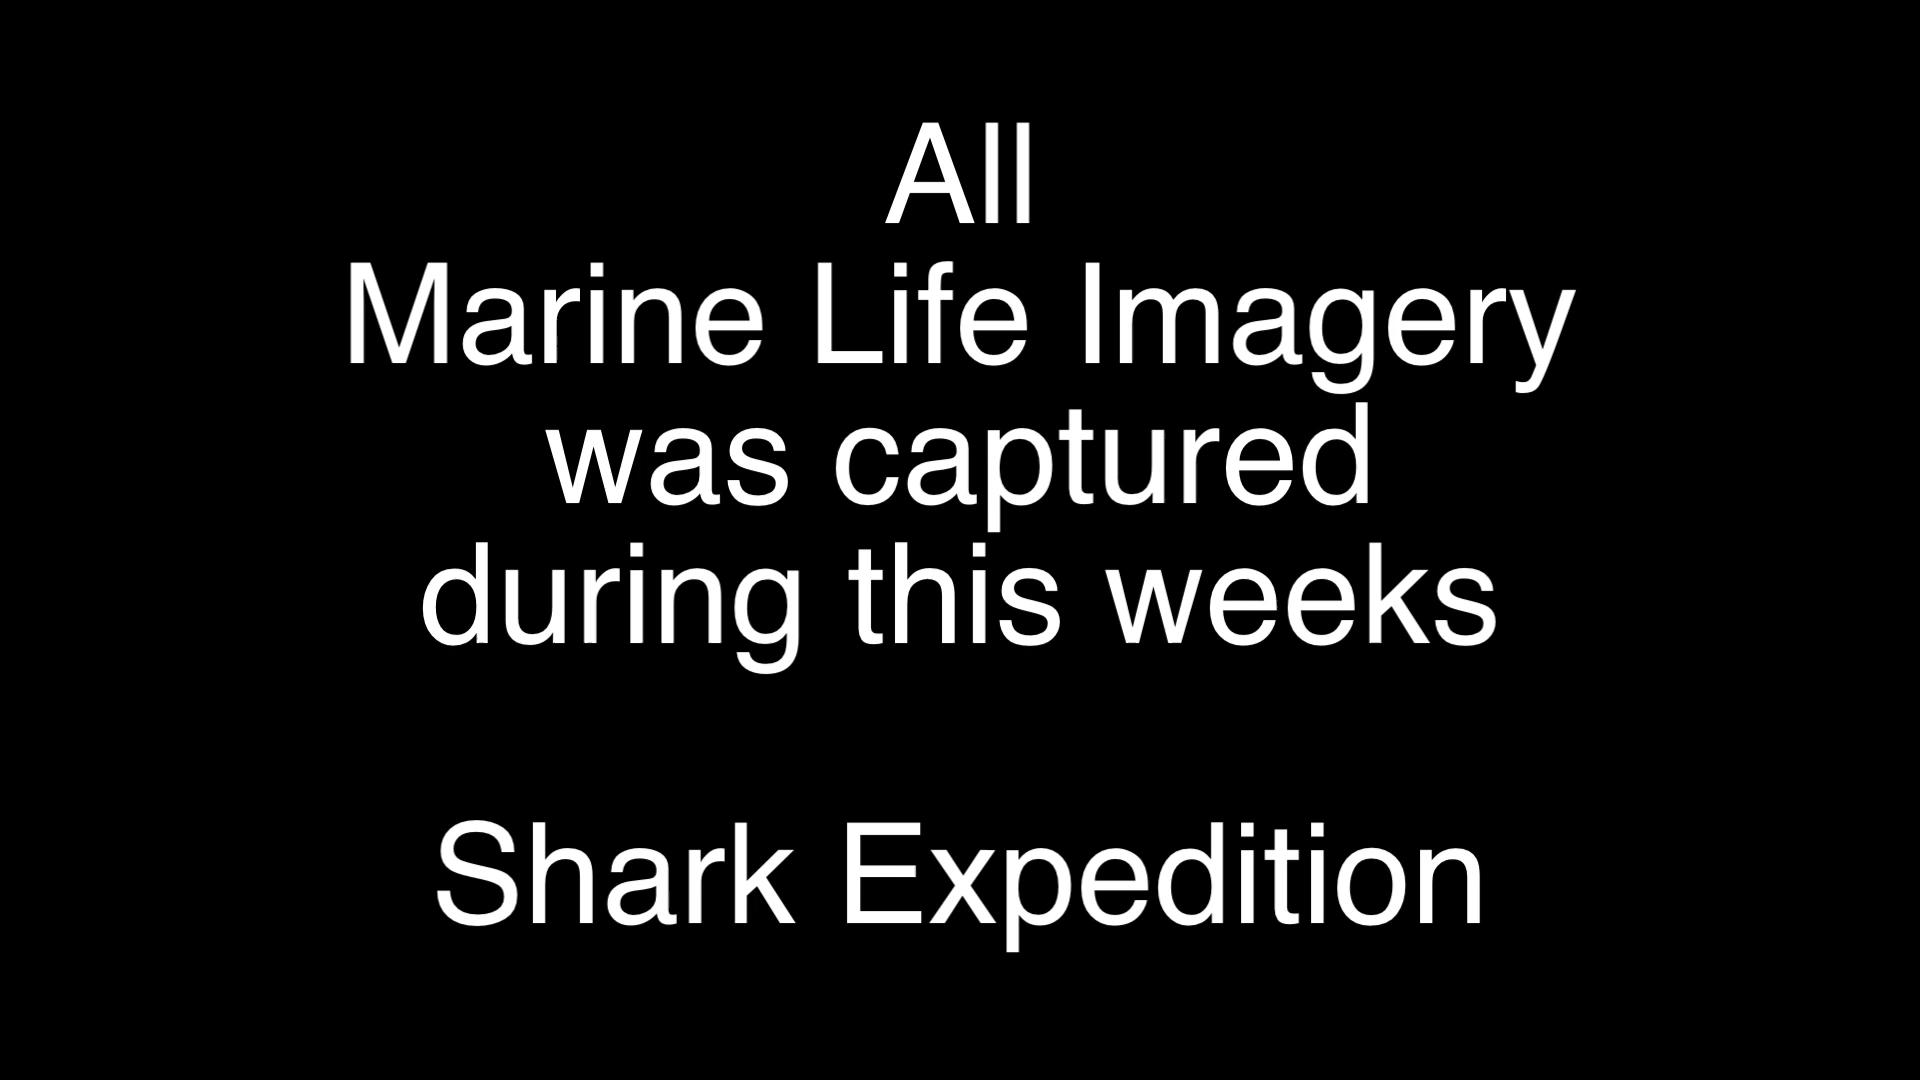 All
Marine Life Imagery
was captured
during this weeks
Shark Expedition